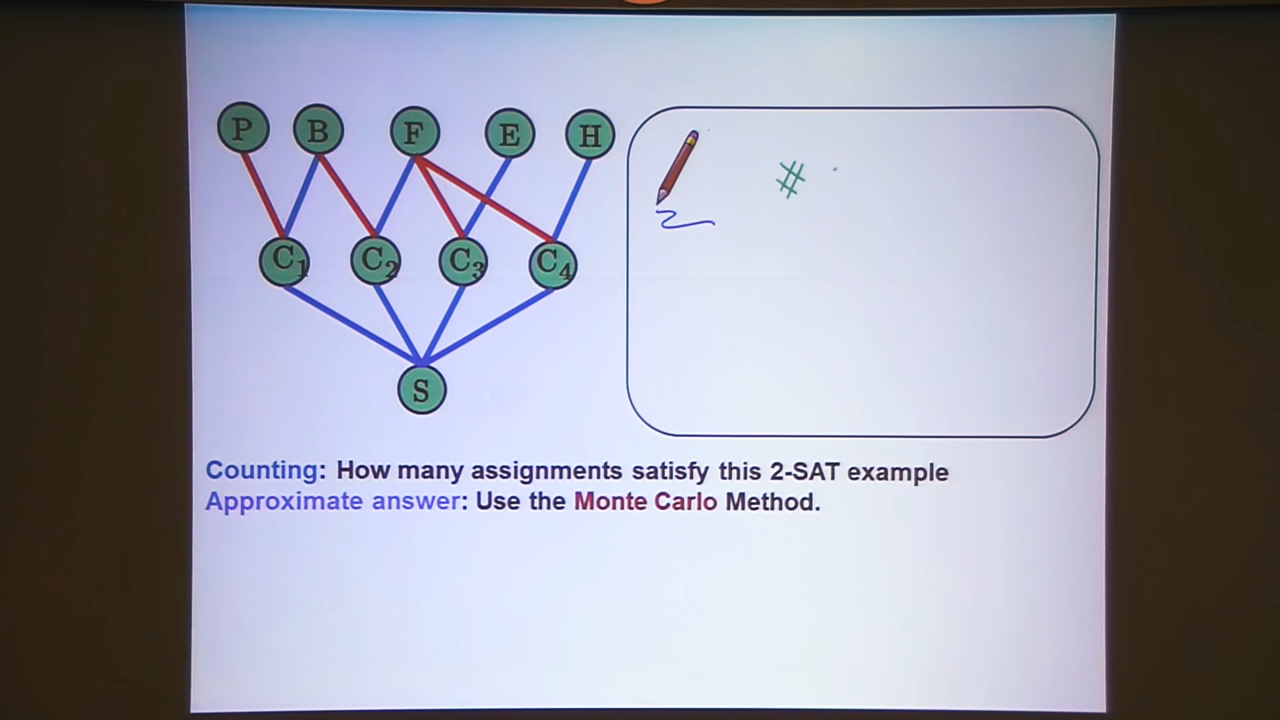 P B F E H
#
C1 C2 C3 C4
S
Counting: How many assignments satisfy this 2-SAT example
Approximate answer: Use the Monte Carlo Method.